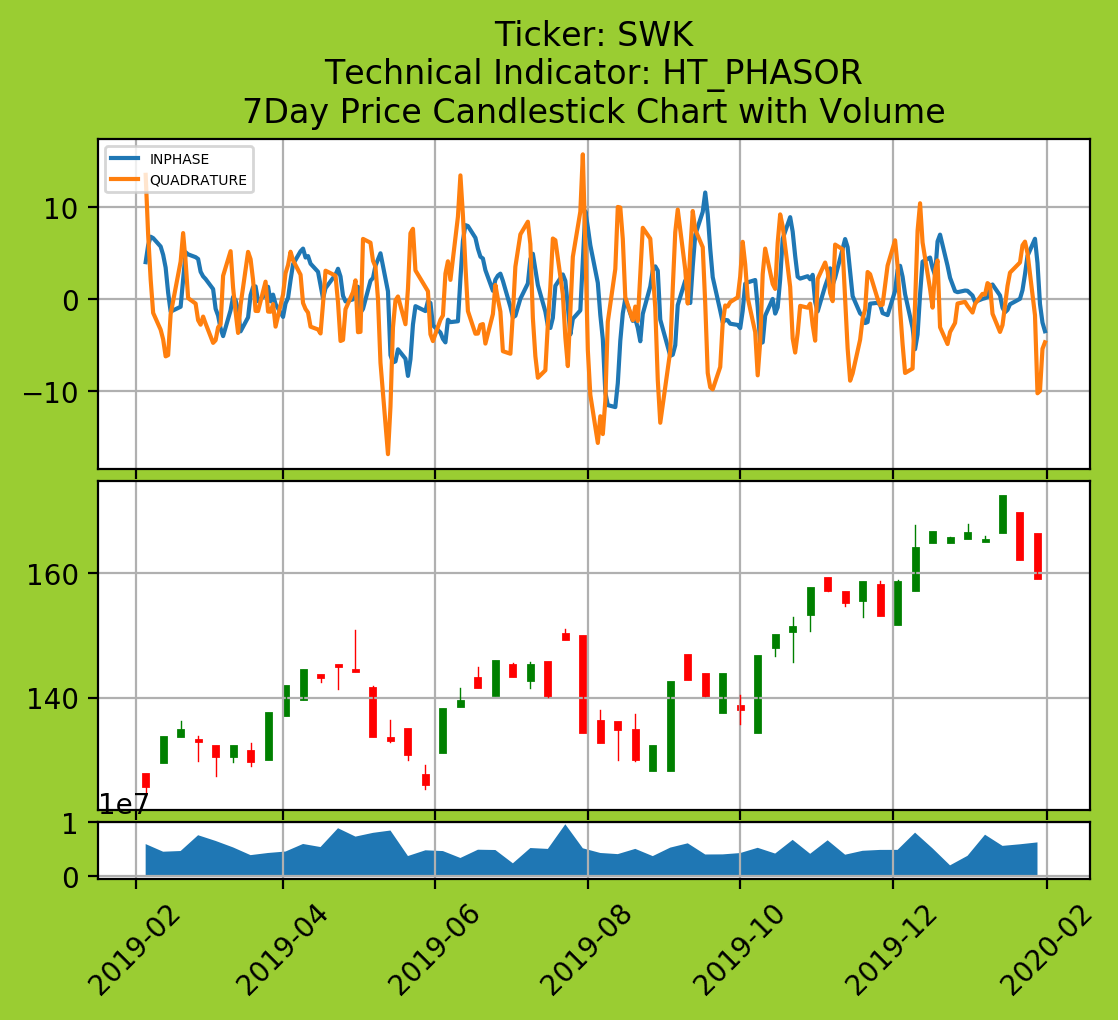 Ticker: SWK
Technical Indicator: HT_PHASOR
7Day Price Candlestick Chart with Volume
INPHASE
QUADRATURE
10
0
−10
160
140
1e7
1
0
2019-02
2019-04
2019-06
2019-08
2019-10
2019-12
2020-02